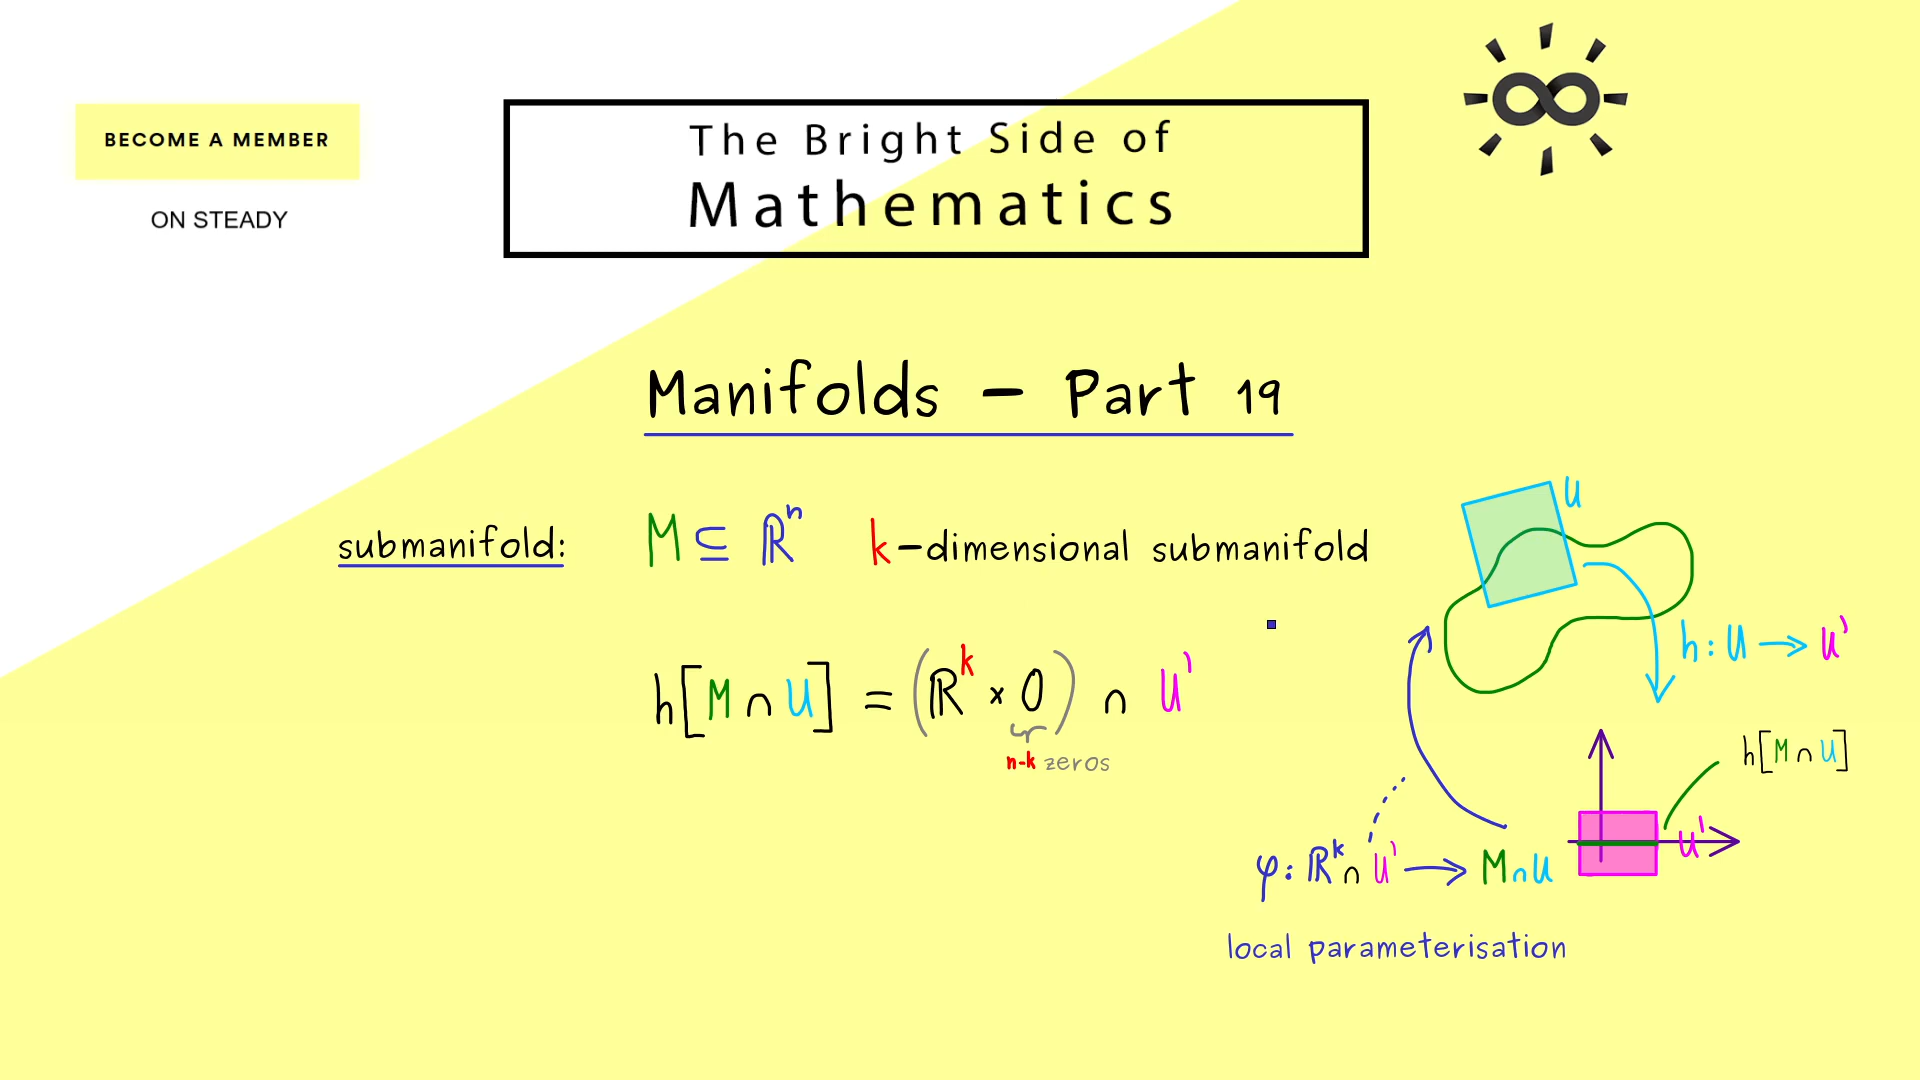 BECOME A MEMBER
ON STEADY
The Bright Side of
Mathematics
Manifolds - Part 19
submanifold: M ⊆ ℝⁿ k-dimensional submanifold
U
h: U → U'
h[M ∩ U] = (ℝᵏ × 0) ∩ U'
n-k zeros
h[M ∩ U]
U'
φ: ℝᵏ ∩ U' → M ∩ U
local parameterisation